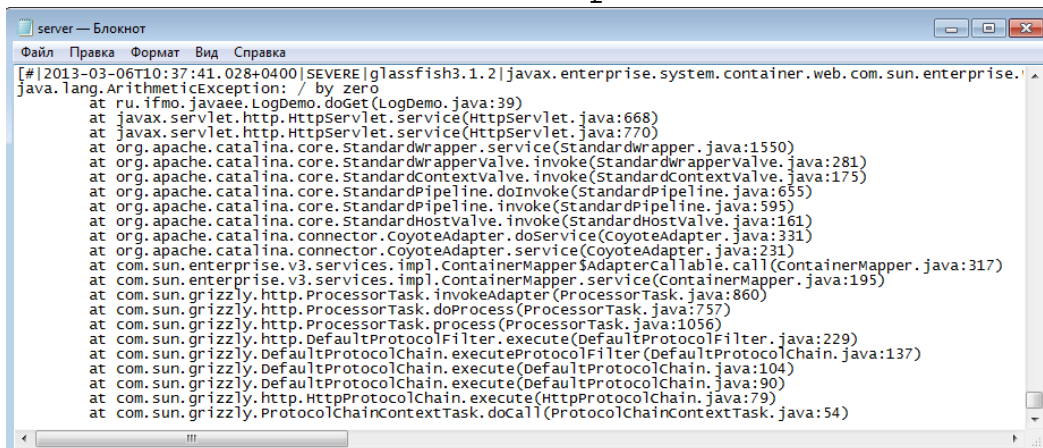 server — Блокнот
Файл Правка Формат Вид Справка
[#|2013-03-06T10:37:41.028+0400|SEVERE|glassfish3.1.2|javax.enterprise.system.container.web.com.sun.enterprise.
java.lang.ArithmeticException: / by zero
at ru.ifmo.javaee.LogDemo.doGet(LogDemo.java:39)
at javax.servlet.http.HttpServlet.service(HttpServlet.java:668)
at javax.servlet.http.HttpServlet.service(HttpServlet.java:770)
at org.apache.catalina.core.StandardWrapper.service(StandardWrapper.java:1550)
at org.apache.catalina.core.StandardWrapperValve.invoke(StandardWrapperValve.java:281)
at org.apache.catalina.core.StandardContextValve.invoke(StandardContextValve.java:175)
at org.apache.catalina.core.StandardPipeline.doInvoke(StandardPipeline.java:655)
at org.apache.catalina.core.StandardPipeline.invoke(StandardPipeline.java:595)
at org.apache.catalina.core.StandardHostValve.invoke(StandardHostValve.java:161)
at org.apache.catalina.connector.CoyoteAdapter.doService(CoyoteAdapter.java:331)
at org.apache.catalina.connector.CoyoteAdapter.service(CoyoteAdapter.java:231)
at com.sun.enterprise.v3.services.impl.ContainerMapper$AdapterCallable.call(ContainerMapper.java:317)
at com.sun.enterprise.v3.services.impl.ContainerMapper.service(ContainerMapper.java:195)
at com.sun.grizzly.http.ProcessorTask.invokeAdapter(ProcessorTask.java:860)
at com.sun.grizzly.http.ProcessorTask.doProcess(ProcessorTask.java:757)
at com.sun.grizzly.http.ProcessorTask.process(ProcessorTask.java:1056)
at com.sun.grizzly.http.DefaultProtocolFilter.execute(DefaultProtocolFilter.java:229)
at com.sun.grizzly.DefaultProtocolChain.executeProtocolFilter(DefaultProtocolChain.java:137)
at com.sun.grizzly.DefaultProtocolChain.execute(DefaultProtocolChain.java:104)
at com.sun.grizzly.DefaultProtocolChain.execute(DefaultProtocolChain.java:90)
at com.sun.grizzly.http.HttpProtocolChain.execute(HttpProtocolChain.java:79)
at com.sun.grizzly.ProtocolChainContextTask.doCall(ProtocolChainContextTask.java:54)